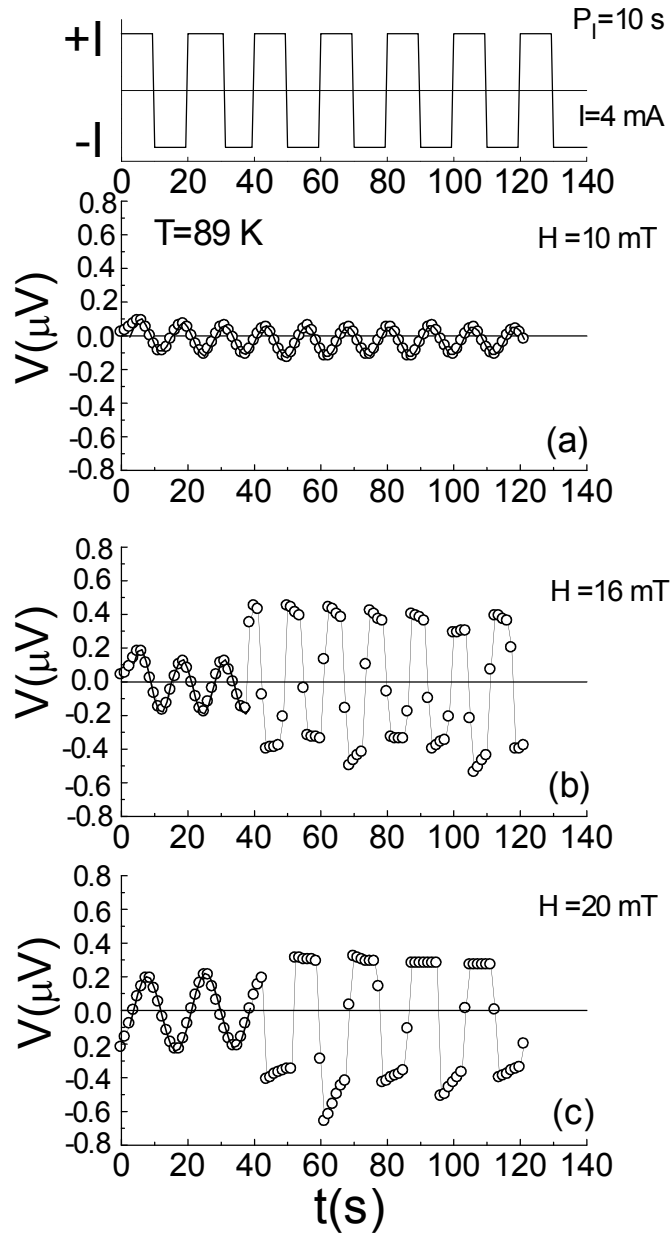 +I
-I
P_I=10 s
I=4 mA
0 20 40 60 80 100 120 140
T=89 K
H =10 mT
0.8
0.6
0.4
0.2
0.0
-0.2
-0.4
-0.6
-0.8
V(μV)
(a)
0 20 40 60 80 100 120 140
H =16 mT
0.8
0.6
0.4
0.2
0.0
-0.2
-0.4
-0.6
-0.8
V(μV)
(b)
0 20 40 60 80 100 120 140
H =20 mT
0.8
0.6
0.4
0.2
0.0
0.2
-0.4
-0.6
-0.8
V(μV)
(c)
0 20 40 60 80 100 120 140
t(s)